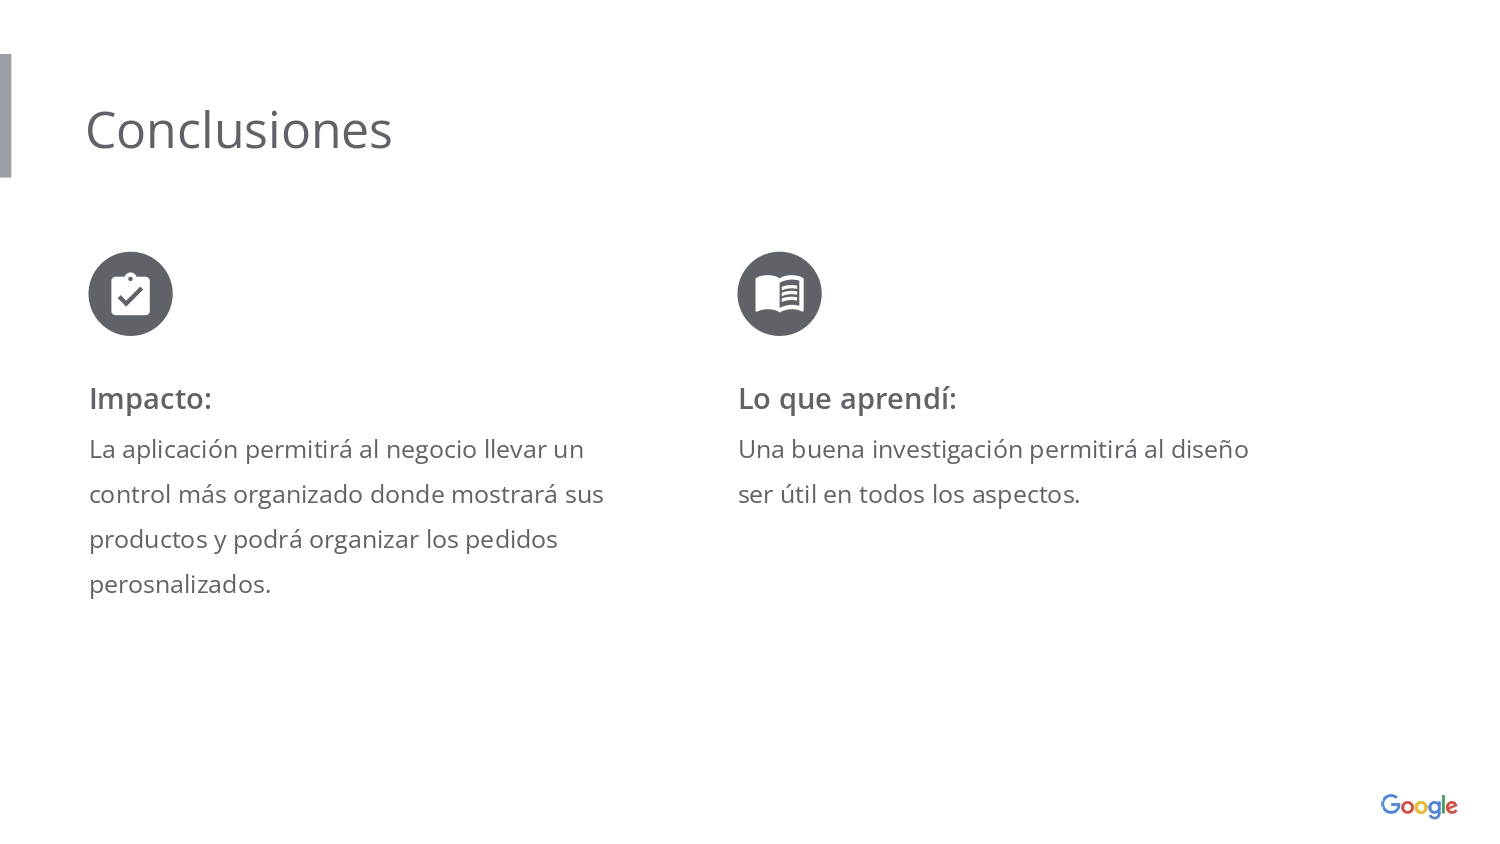 Conclusiones
Impacto:
La aplicación permitirá al negocio llevar un
control más organizado donde mostrará sus
productos y podrá organizar los pedidos
perosnalizados.
Lo que aprendí:
Una buena investigación permitirá al diseño
ser útil en todos los aspectos.
Google